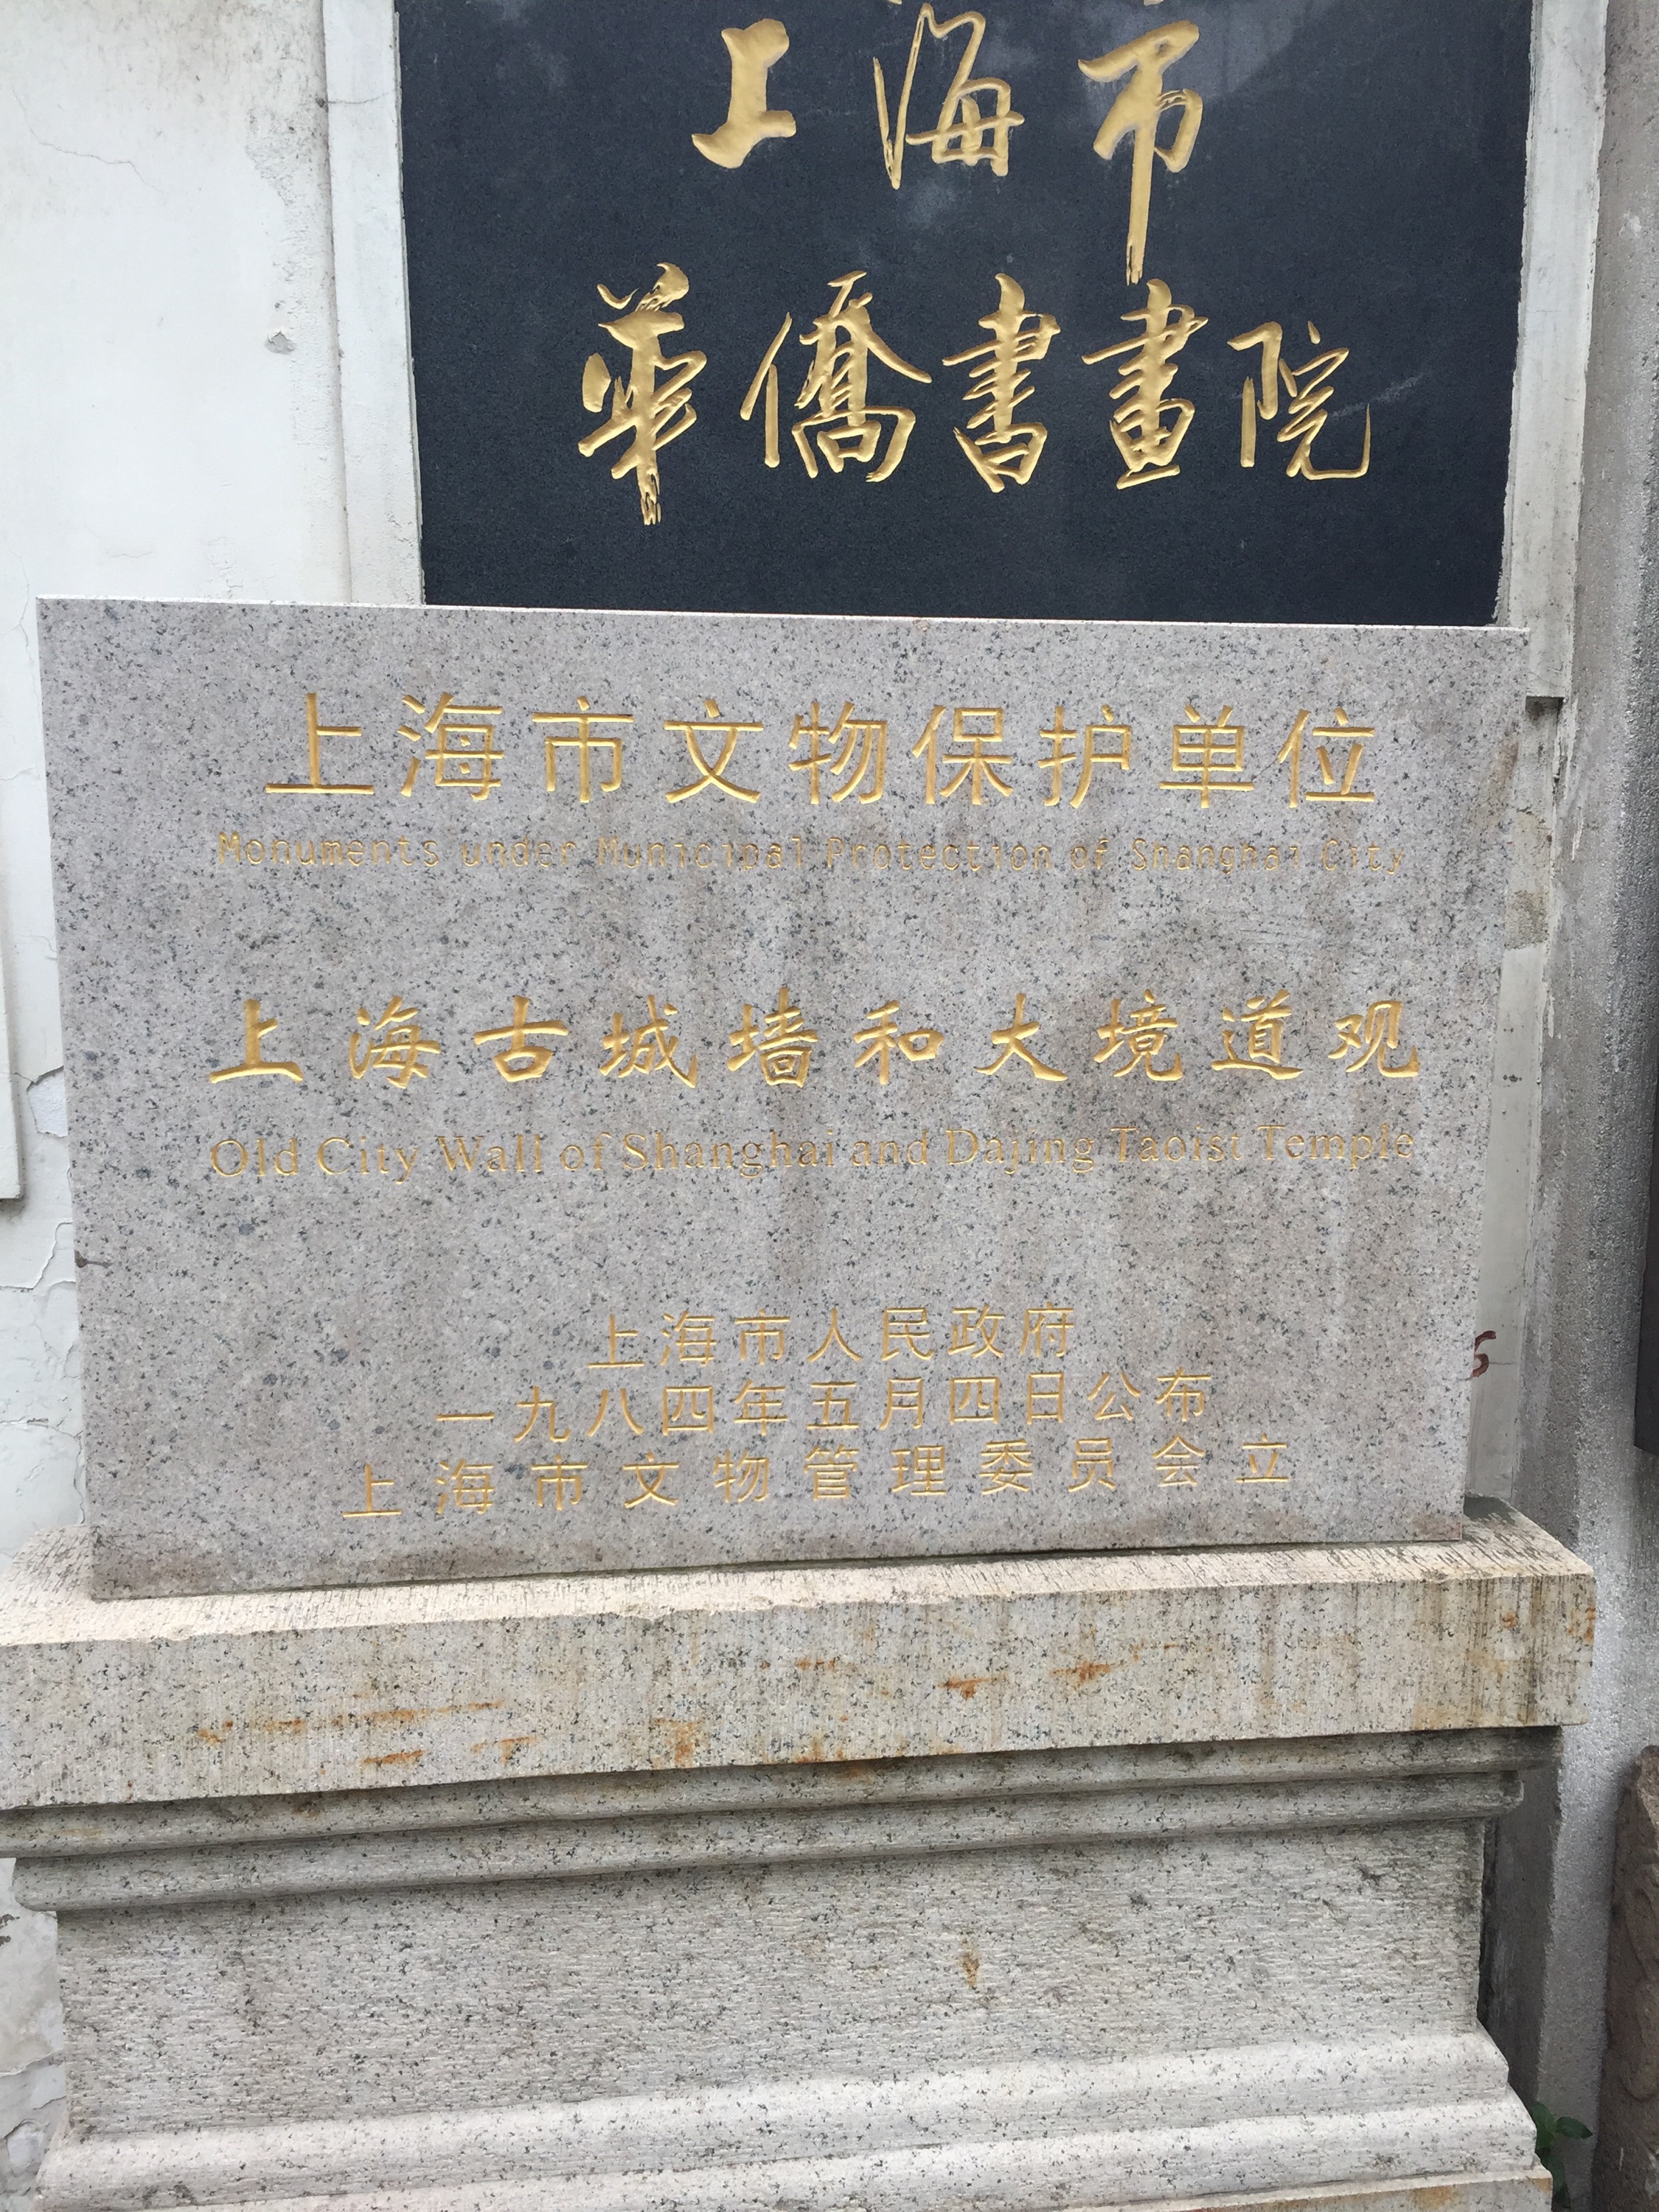 上海市
華僑書畫院
上海市文物保护单位
Monuments under Municipal Protection of Shanghai City
上海古城墙和大境道观
Old City Wall of Shanghai and Dajing Taoist Temple
上海市人民政府
一九八四年五月四日公布
上海市文物管理委员会立